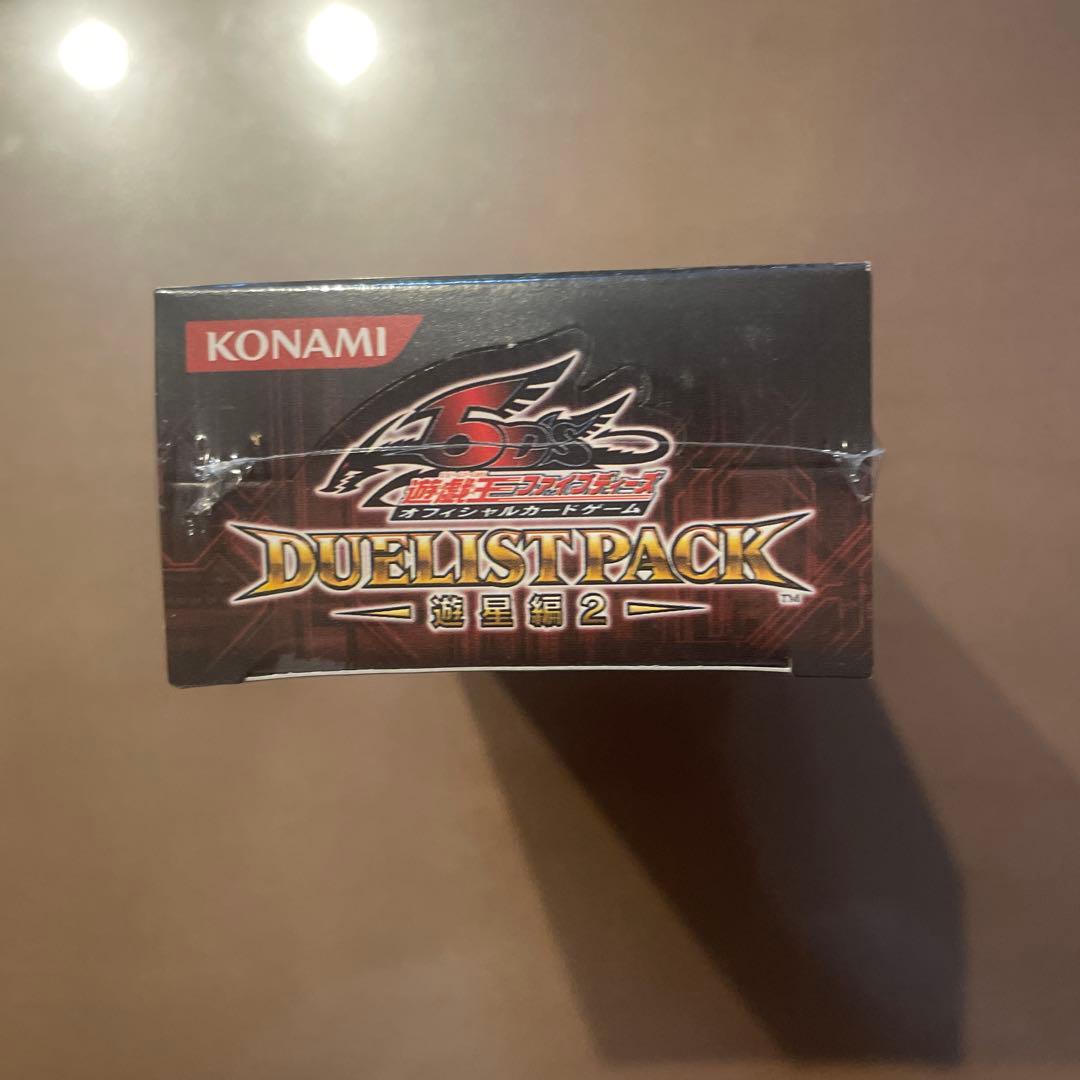 KONAMI
5D's
遊戯王ファイブディーズ
オフィシャルカードゲーム
DUELIST PACK
TM
遊星編2